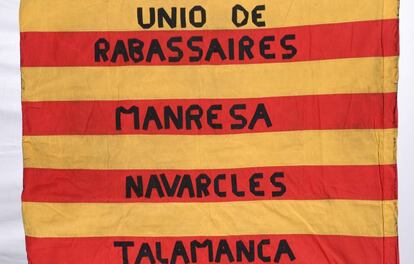 UNIO DE
RABASSAIRES
MANRESA
NAVARCLES
TALAMANCA